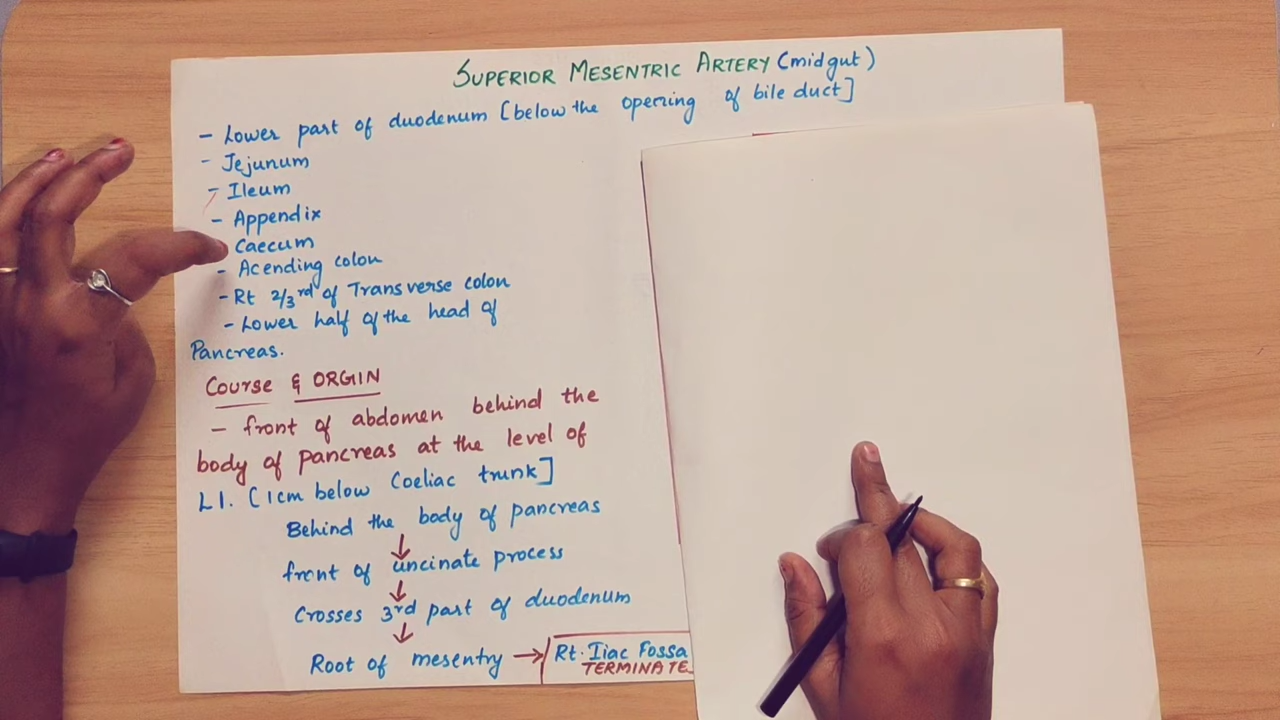 SUPERIOR MESENTRIC ARTERY (midgut)
- Lower part of duodenum [below the opening of bile duct]
- Jejunum
- Ileum
- Appendix
Caecum
- Acending colon
- Rt 2/3rd of Transverse colon
- Lower half of the head of
Pancreas.
Course & ORGIN
- front of abdomen behind the
body of pancreas at the level of
L1. [1cm below Coeliac trunk]
Behind the body of pancreas
↓
front of uncinate process
↓
Crosses 3rd part of duodenum
↓
Root of mesentry → Rt. Iiac Fossa
TERMINATE